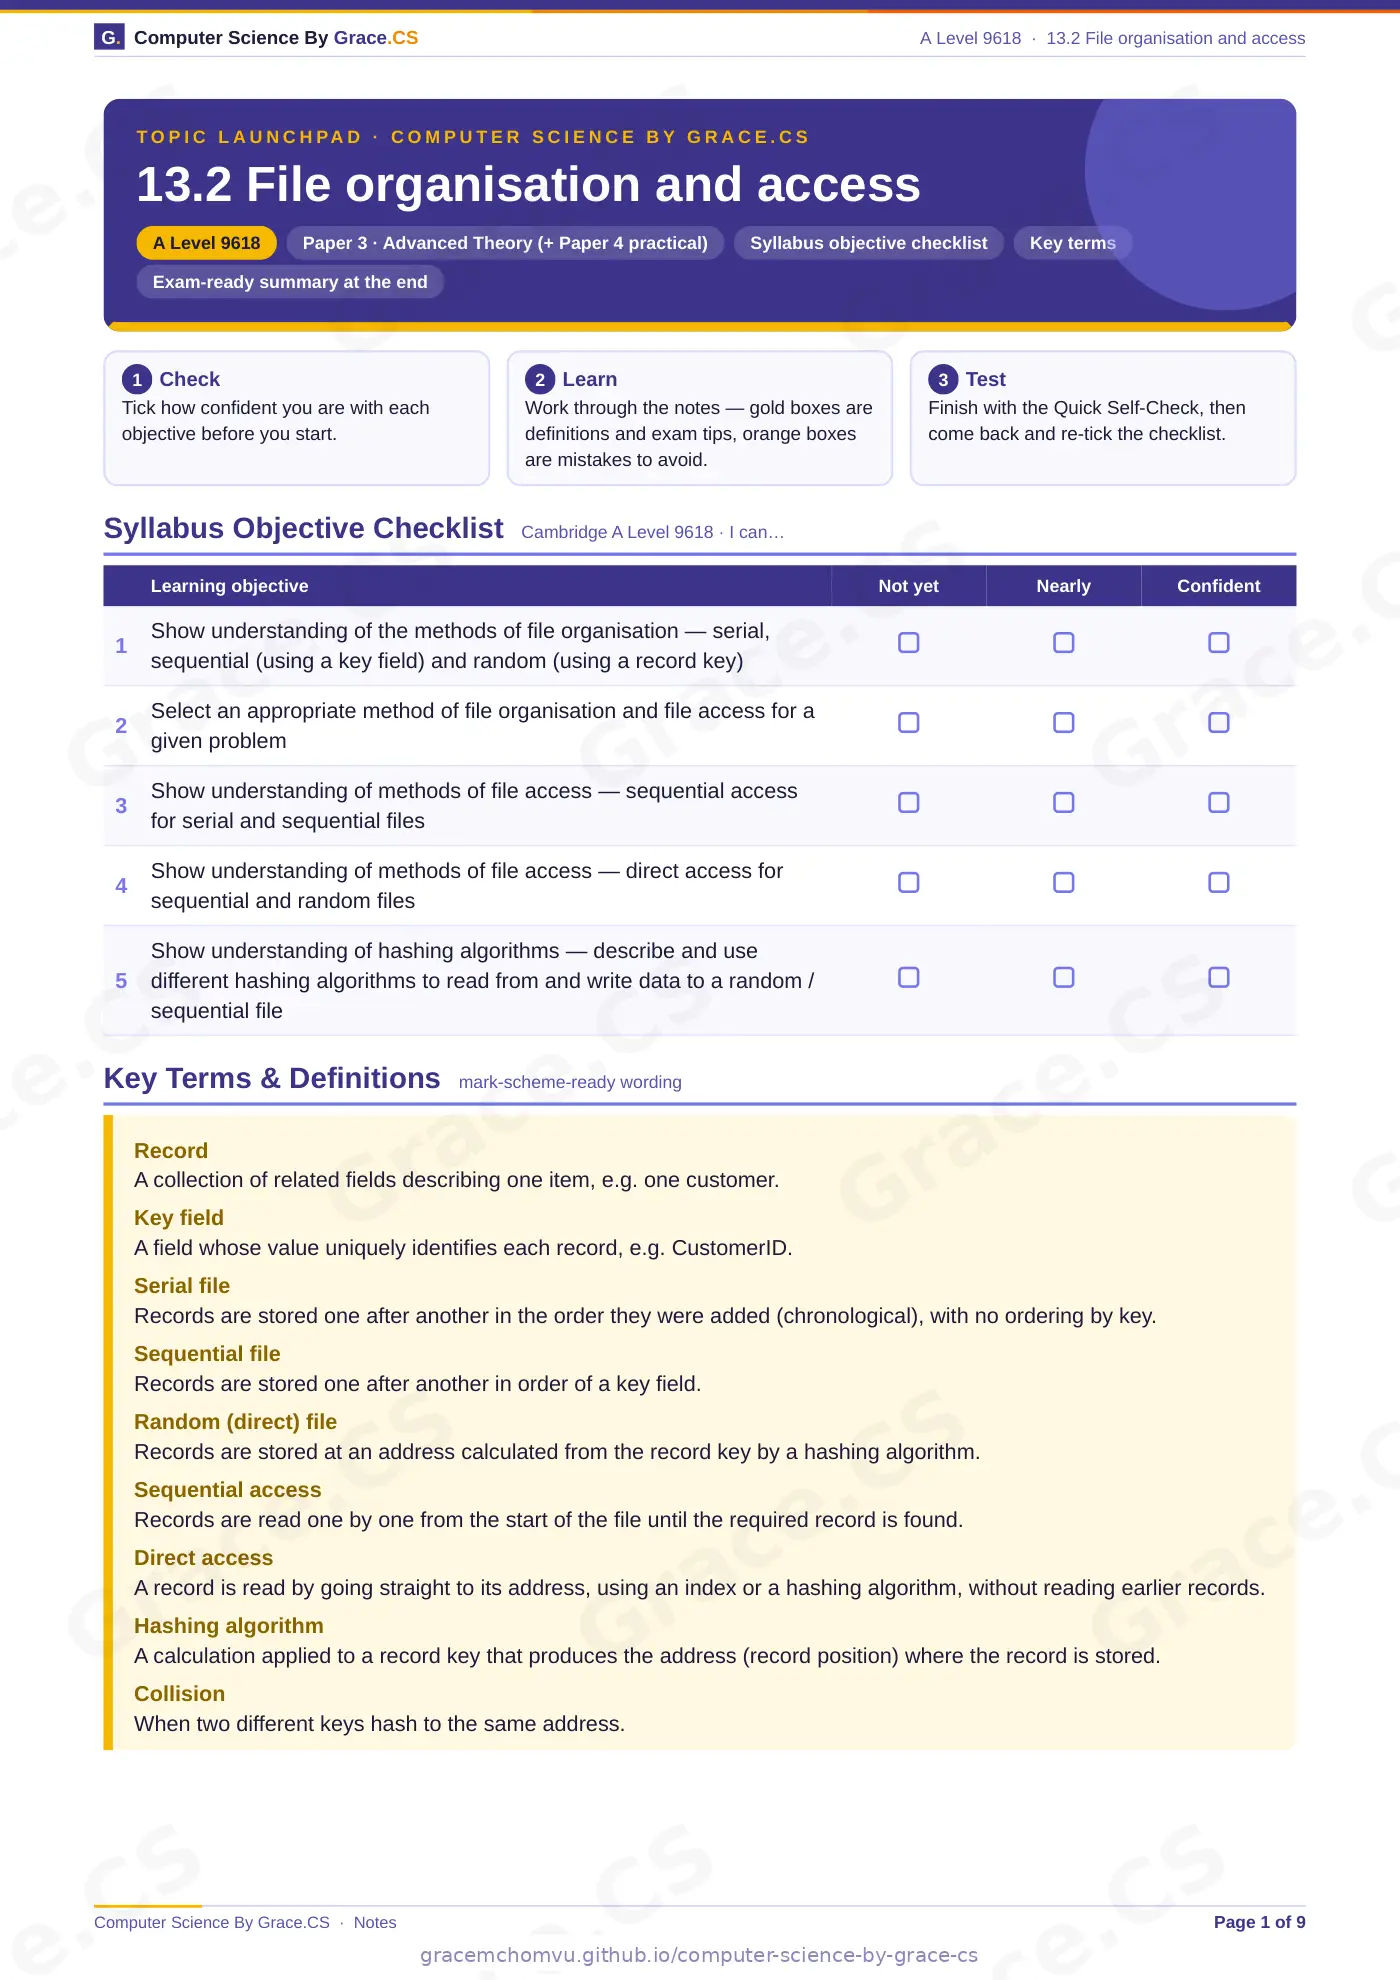 G. Computer Science By Grace.CS
A Level 9618 · 13.2 File organisation and access
TOPIC LAUNCHPAD · COMPUTER SCIENCE BY GRACE.CS
13.2 File organisation and access
A Level 9618
Paper 3 · Advanced Theory (+ Paper 4 practical)
Syllabus objective checklist
Key terms
Exam-ready summary at the end
1 Check
Tick how confident you are with each
objective before you start.
2 Learn
Work through the notes — gold boxes are
definitions and exam tips, orange boxes
are mistakes to avoid.
3 Test
Finish with the Quick Self-Check, then
come back and re-tick the checklist.
Syllabus Objective Checklist Cambridge A Level 9618 · I can…
Learning objective Not yet Nearly Confident
1 Show understanding of the methods of file organisation — serial,
sequential (using a key field) and random (using a record key)
2 Select an appropriate method of file organisation and file access for a
given problem
3 Show understanding of methods of file access — sequential access
for serial and sequential files
4 Show understanding of methods of file access — direct access for
sequential and random files
5 Show understanding of hashing algorithms — describe and use
different hashing algorithms to read from and write data to a random /
sequential file
Key Terms & Definitions mark-scheme-ready wording
Record
A collection of related fields describing one item, e.g. one customer.
Key field
A field whose value uniquely identifies each record, e.g. CustomerID.
Serial file
Records are stored one after another in the order they were added (chronological), with no ordering by key.
Sequential file
Records are stored one after another in order of a key field.
Random (direct) file
Records are stored at an address calculated from the record key by a hashing algorithm.
Sequential access
Records are read one by one from the start of the file until the required record is found.
Direct access
A record is read by going straight to its address, using an index or a hashing algorithm, without reading earlier records.
Hashing algorithm
A calculation applied to a record key that produces the address (record position) where the record is stored.
Collision
When two different keys hash to the same address.
Computer Science By Grace.CS · Notes
Page 1 of 9
gracemchomvu.github.io/computer-science-by-grace-cs